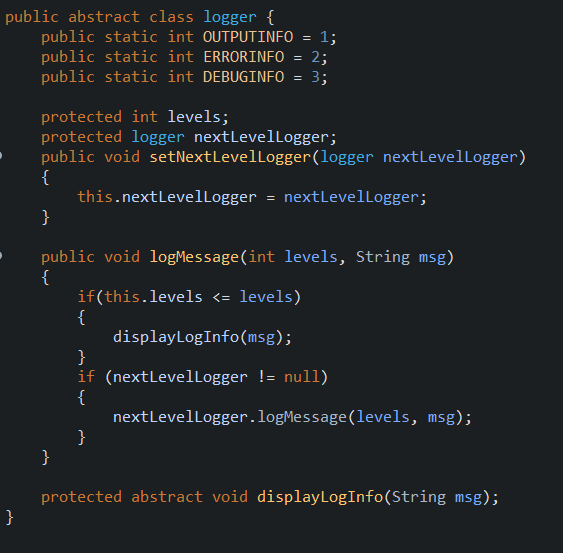 public abstract class logger {
    public static int OUTPUTINFO = 1;
    public static int ERRORINFO = 2;
    public static int DEBUGINFO = 3;

    protected int levels;
    protected logger nextLevelLogger;
    public void setNextLevelLogger(logger nextLevelLogger)
    {
        this.nextLevelLogger = nextLevelLogger;
    }

    public void logMessage(int levels, String msg)
    {
        if(this.levels <= levels)
        {
            displayLogInfo(msg);
        }
        if (nextLevelLogger != null)
        {
            nextLevelLogger.logMessage(levels, msg);
        }
    }

    protected abstract void displayLogInfo(String msg);
}